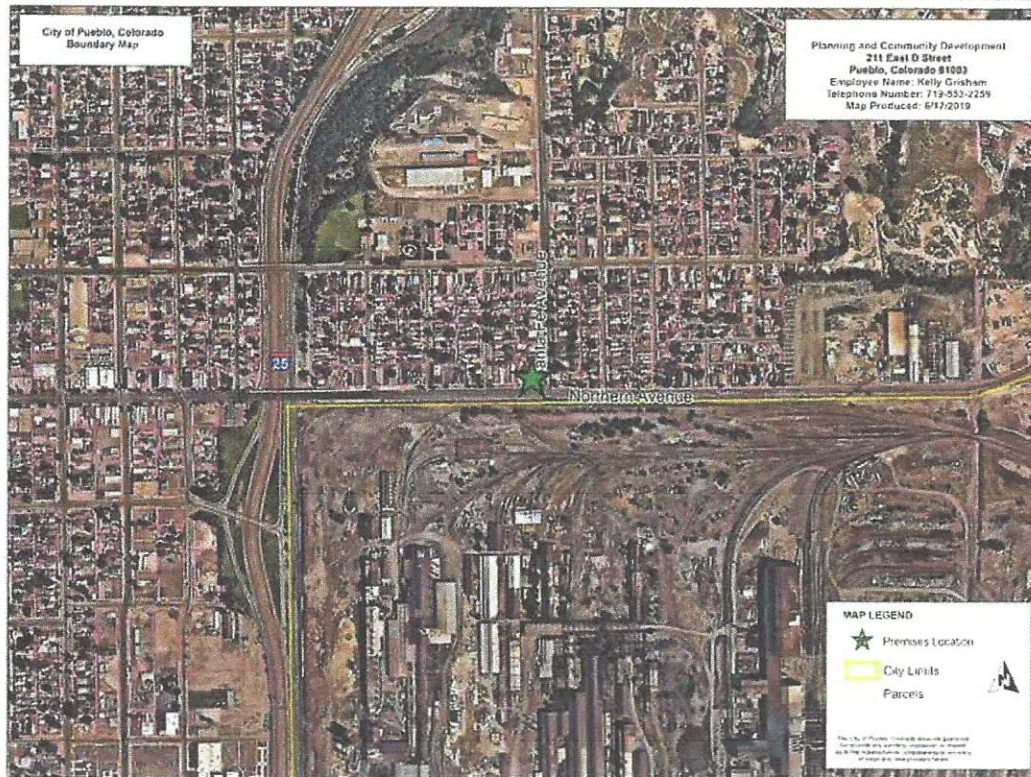 City of Pueblo, Colorado
Boundary Map
Planning and Community Development
211 East D Street
Pueblo, Colorado 81003
Employee Name: Kelly Grisham
Telephone Number: 719-553-2259
Map Produced: 6/17/2019
Avenue
25
Northern Avenue
MAP LEGEND
Premises Location
City Limits
Parcels